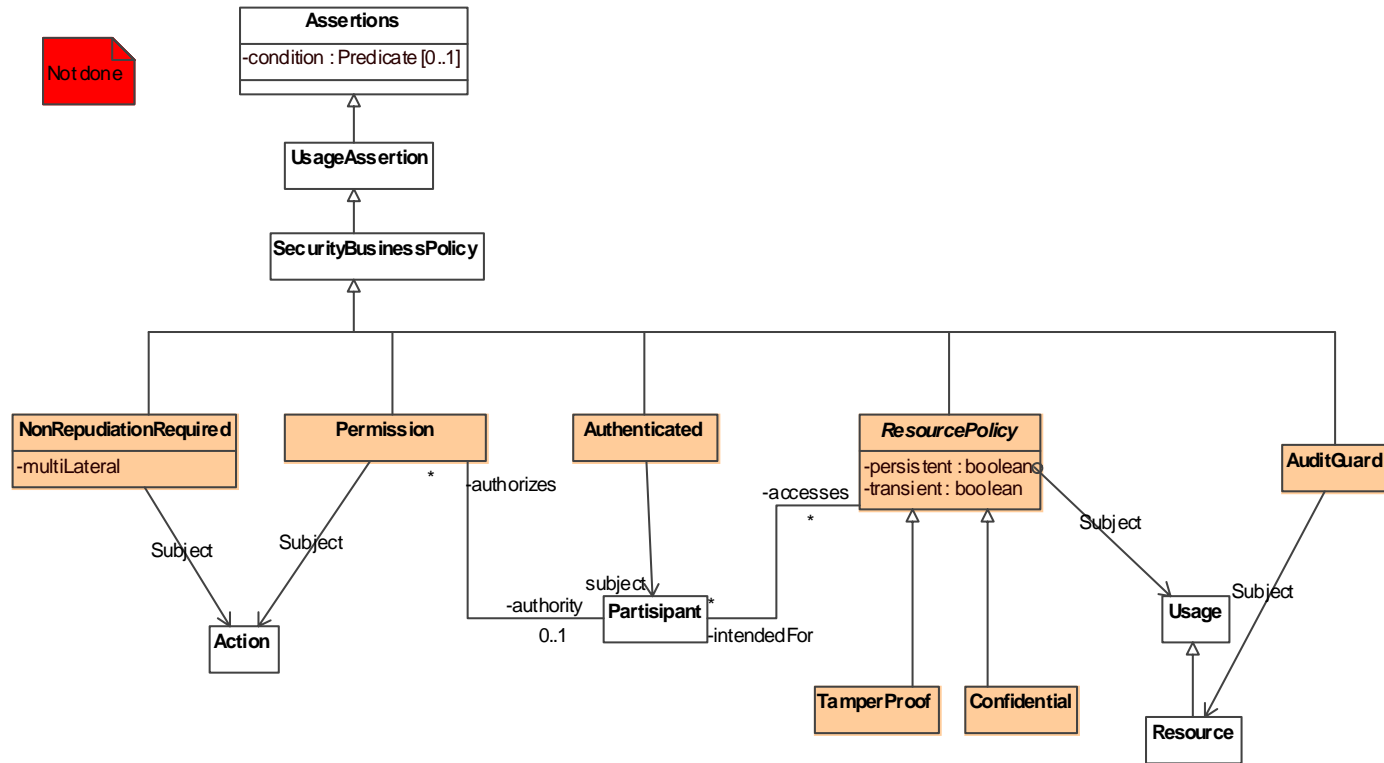 Assertions
-condition : Predicate [0..1]
Not done
UsageAssertion
SecurityBusinessPolicy
NonRepudiationRequired
-multiLateral
Permission
Authenticated
ResourcePolicy
-persistent : boolean
-transient : boolean
AuditGuard
*
-authorizes
-accesses
*
Subject
Subject
Subject
Subject
subject
-authority
0..1
Partisipant
*
-intendedFor
Usage
Action
TamperProof
Confidential
Resource